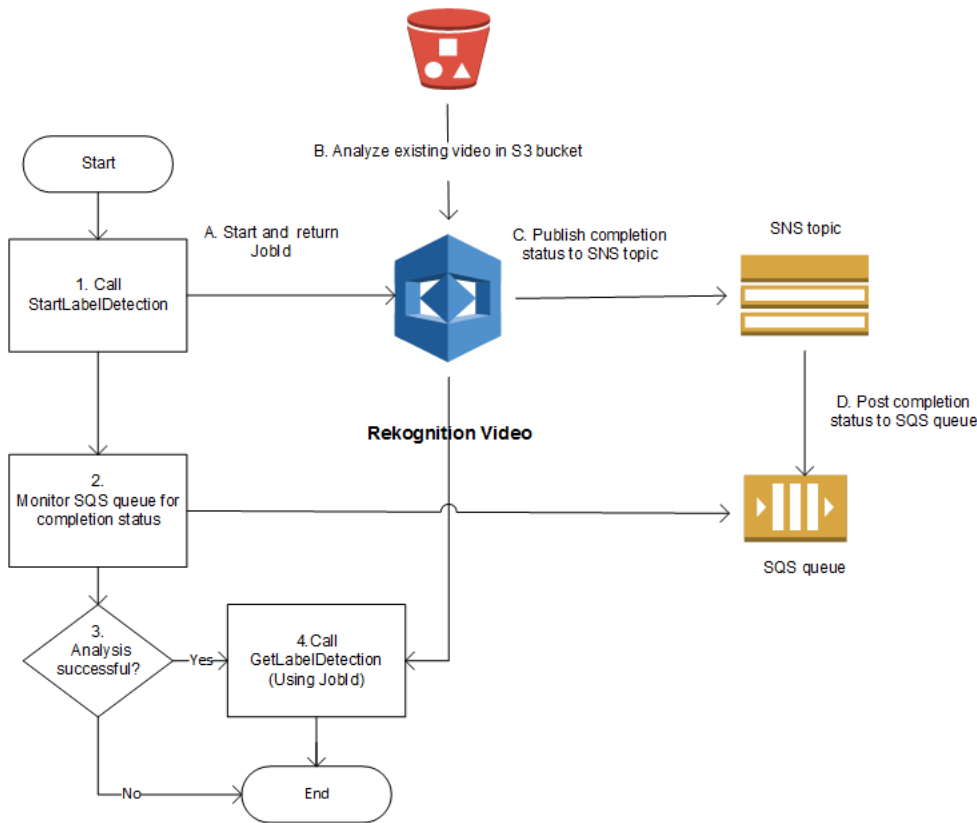 B. Analyze existing video in S3 bucket
Start
A. Start and return
JobId
C. Publish completion
status to SNS topic
SNS topic
1. Call
StartLabelDetection
D. Post completion
status to SQS queue
Rekognition Video
2.
Monitor SQS queue for
completion status
SQS queue
3.
Analysis
successful?
Yes
4.Call
GetLabelDetection
(Using JobId)
No
End